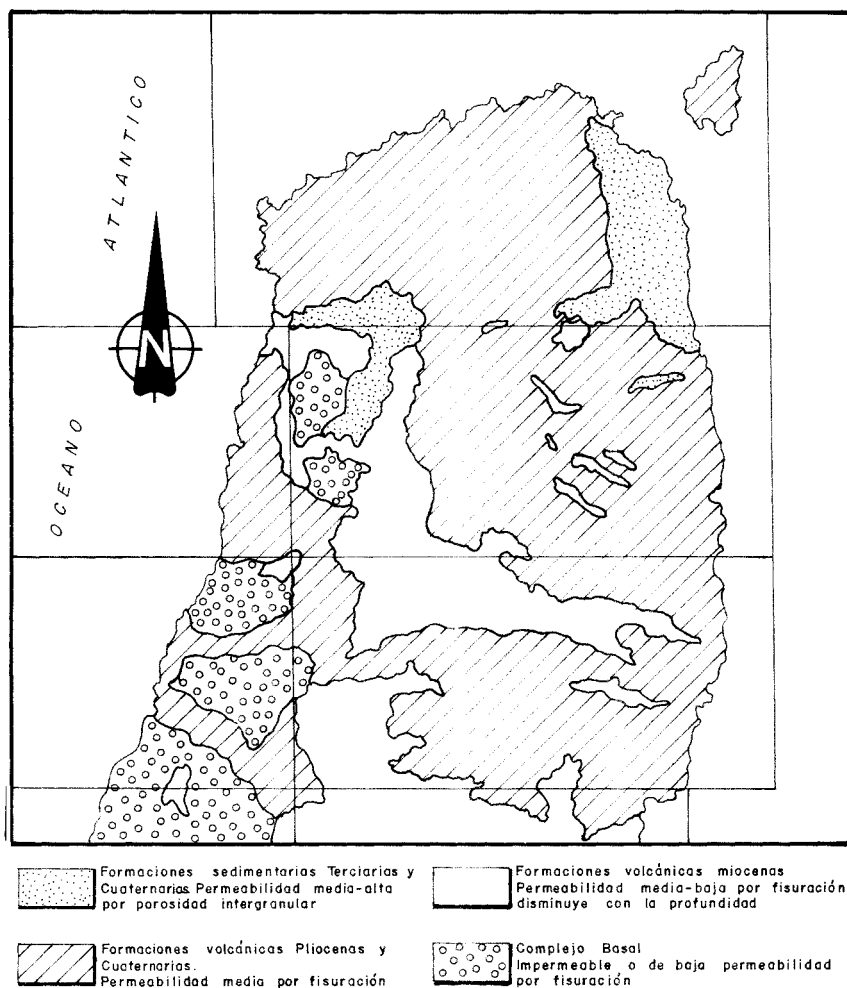 ATLANTICO
N
OCEANO
Formaciones sedimentarias Terciarias y
Cuaternarias. Permeabilidad media-alta
por porosidad intergranular
Formaciones volcánicas miocenas
Permeabilidad media-baja por fisuración
disminuye con la profundidad
Formaciones volcánicas Pliocenas y
Cuaternarias.
Permeabilidad media por fisuración
Complejo Basal
Impermeable o de baja permeabilidad
por fisuración